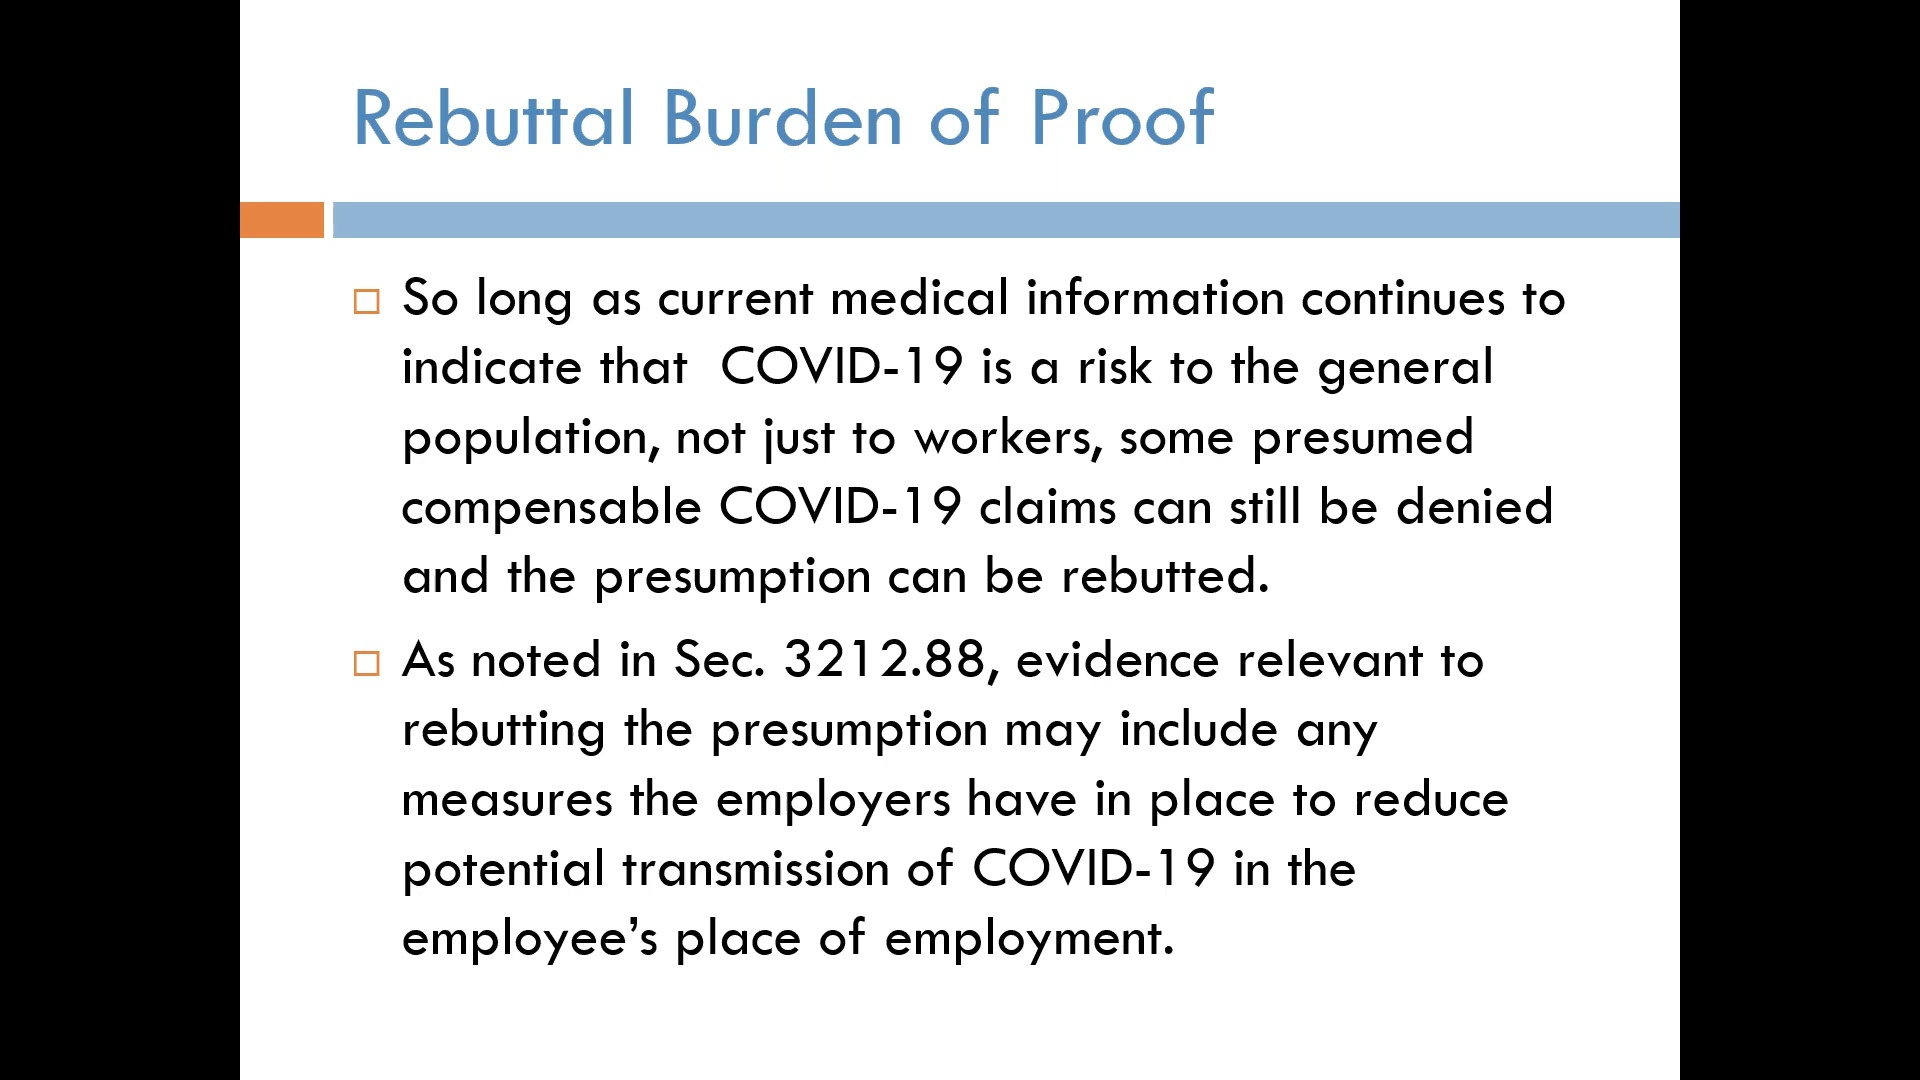 Rebuttal Burden of Proof
So long as current medical information continues to
indicate that  COVID-19 is a risk to the general
population, not just to workers, some presumed
compensable COVID-19 claims can still be denied
and the presumption can be rebutted.
As noted in Sec. 3212.88, evidence relevant to
rebutting the presumption may include any
measures the employers have in place to reduce
potential transmission of COVID-19 in the
employee’s place of employment.